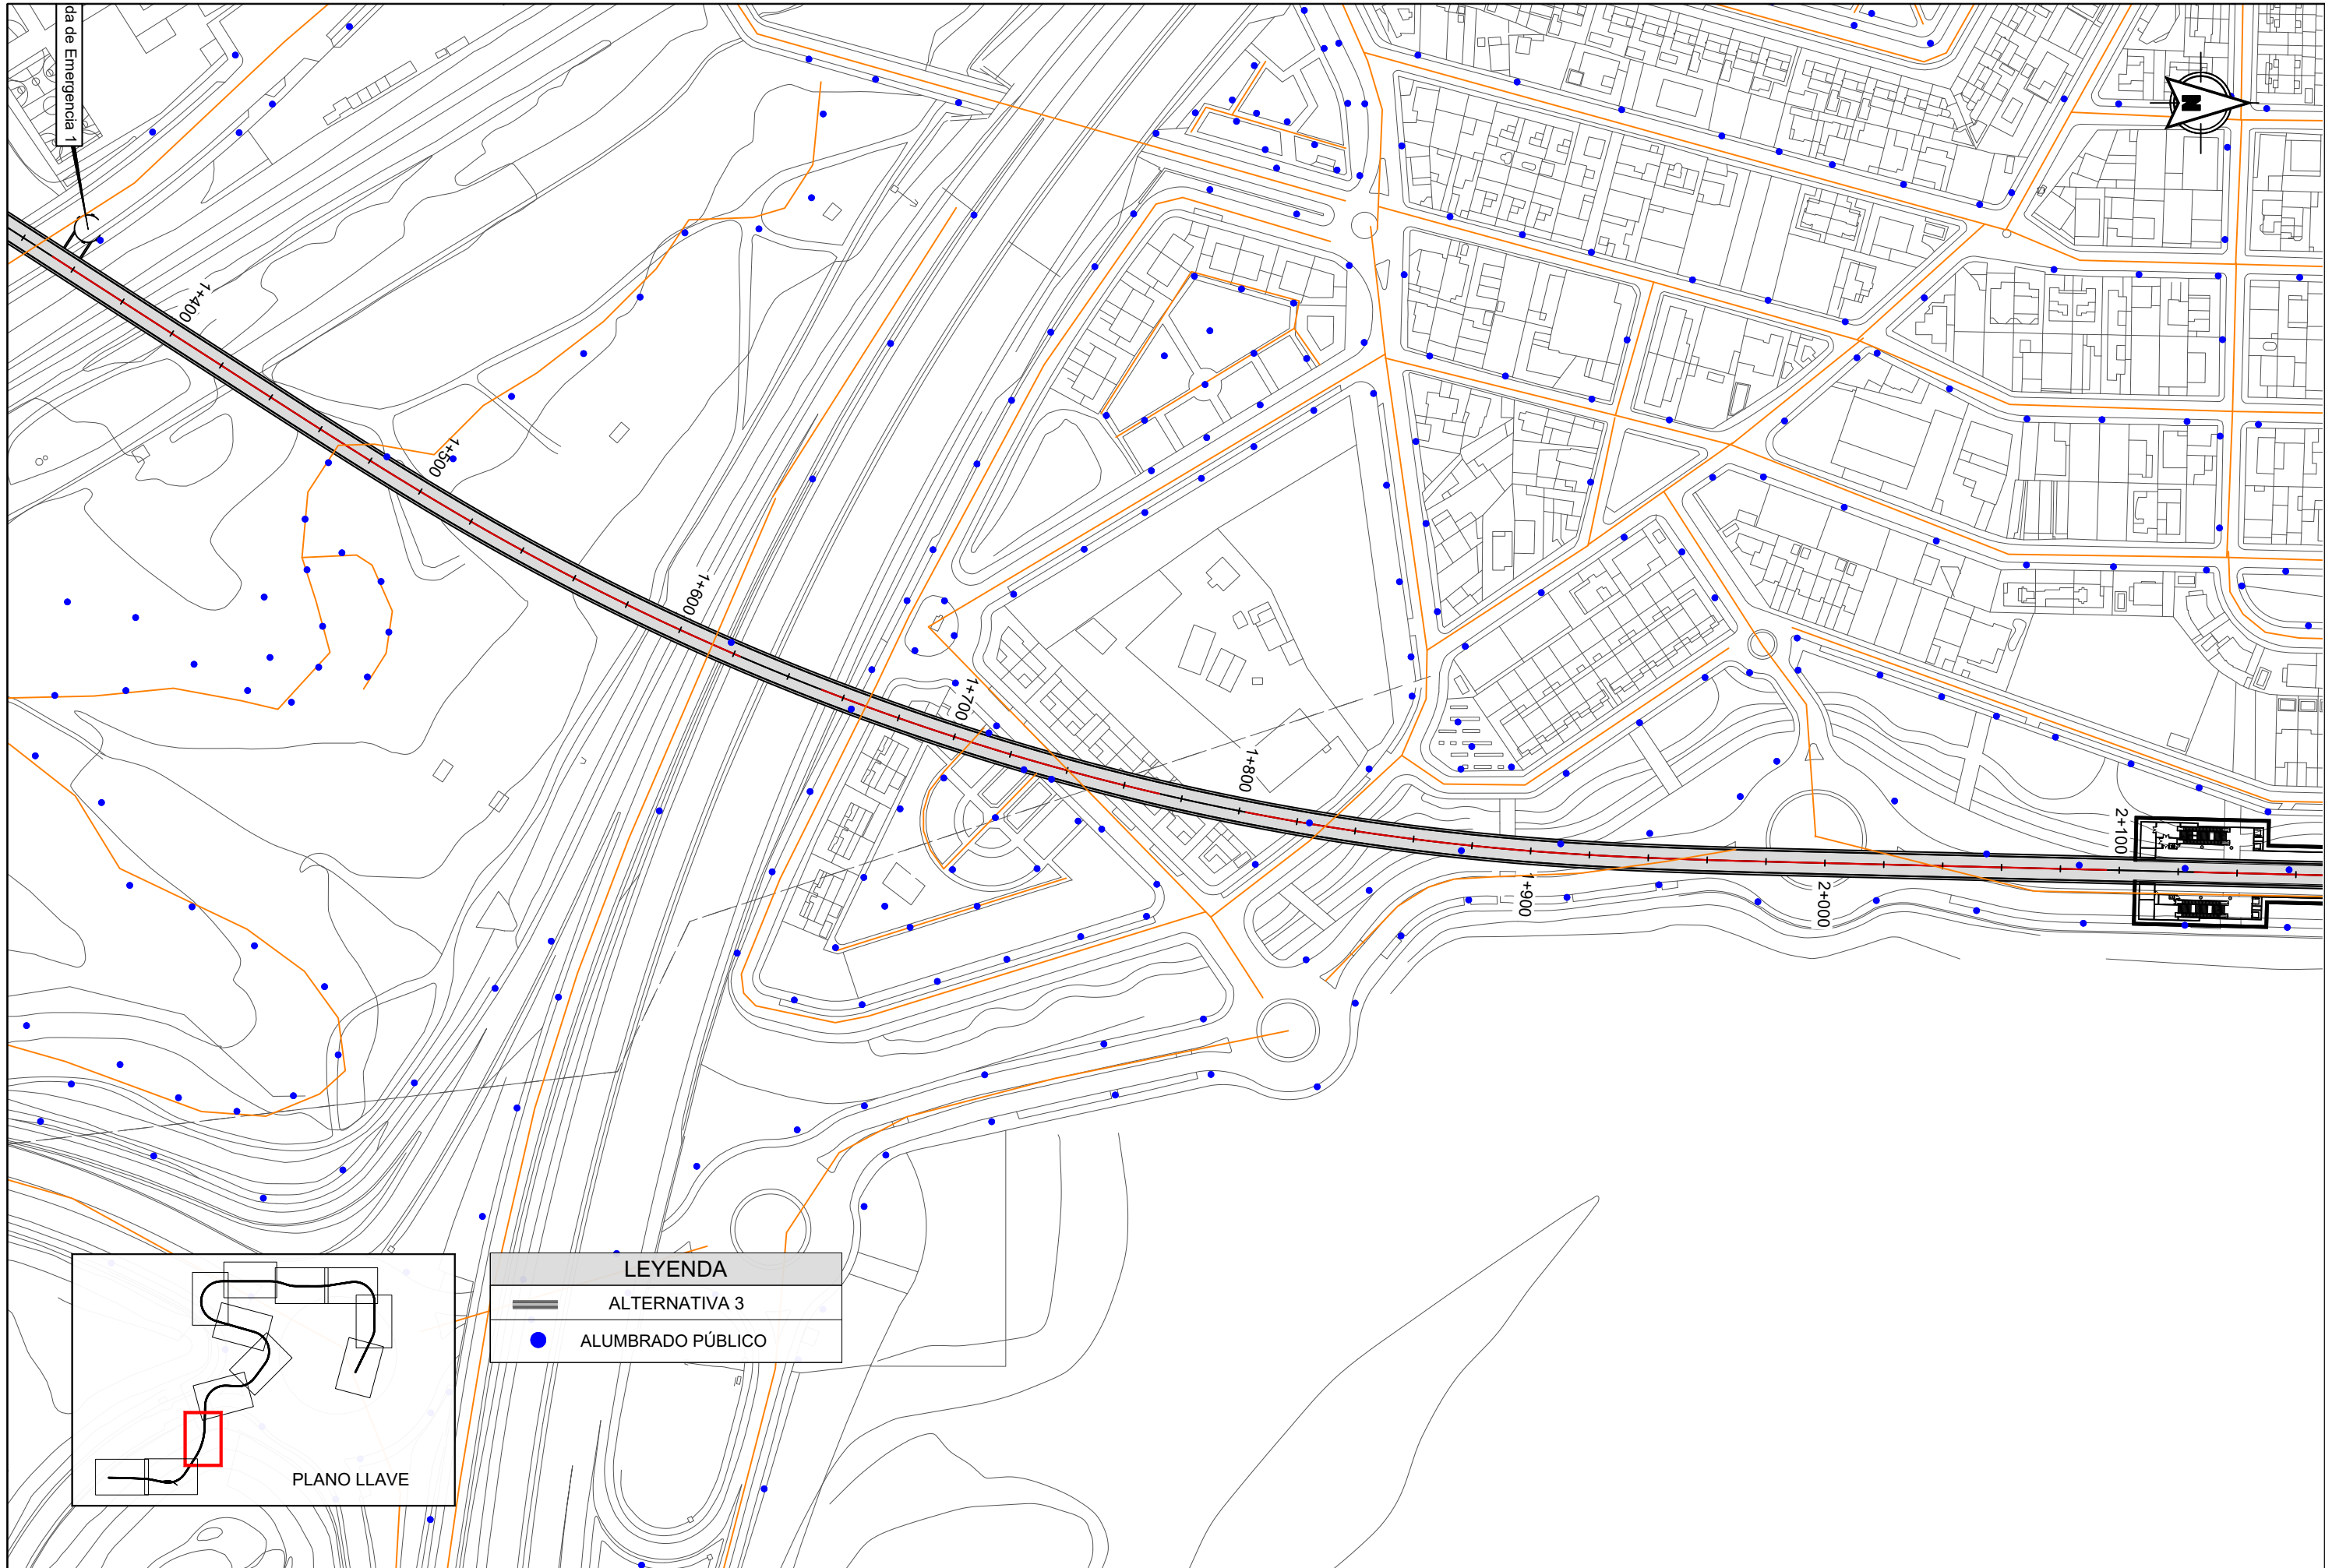 da de Emergencia 1
N
1+400
1+500
1+600
1+700
1+800
1+900
2+000
2+100
LEYENDA
ALTERNATIVA 3
ALUMBRADO PÚBLICO
PLANO LLAVE